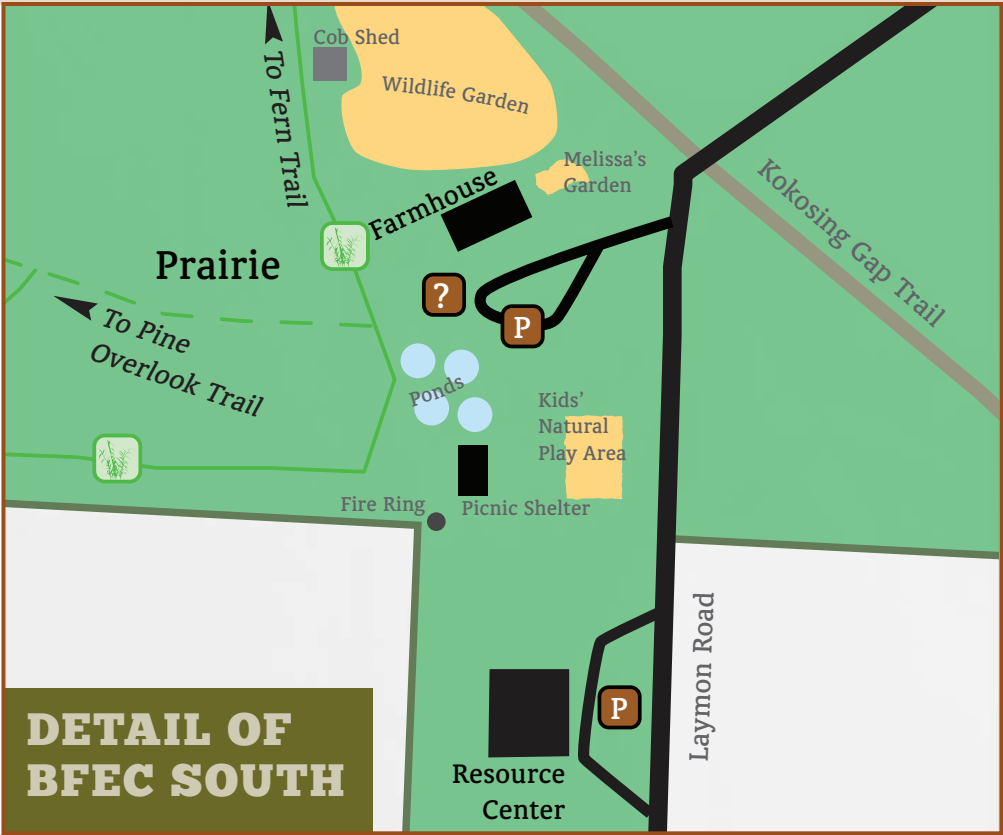 Cob Shed
Wildlife Garden
To Fern Trail
Melissa's
Garden
Farmhouse
Kokosing Gap Trail
Prairie
?
P
To Pine
Overlook Trail
Ponds
Kids'
Natural
Play Area
Fire Ring
Picnic Shelter
Laymon Road
P
DETAIL OF
BFEC SOUTH
Resource
Center